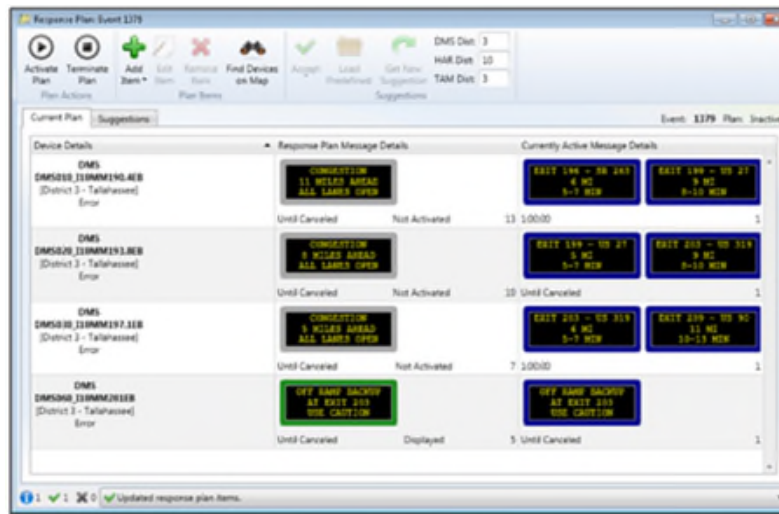 Response Plan: Event 1379
Activate Plan
Terminate Plan
Add Item
Edit Item
Remove Item
Find Devices on Map
Accept
Load Predefined
Get New Suggestion
DMS Dist: 3
HAR Dist: 10
TAM Dist: 3
Plan Actions
Plan Items
Suggestions
Current Plan Suggestions
Event: 1379 Plan: Inactive
Device Details Response Plan Message Details Currently Active Message Details
DMS
[District 3 - Tallahassee]
Error
CONGESTION
11 MILES AHEAD
ALL LANES OPEN
Until Canceled Not Activated 13
EXIT 196 - SR 263
4 MI
5-7 MIN
EXIT 199 - US 27
9 MI
8-10 MIN
1:00:00 1
DMS
[District 3 - Tallahassee]
Error
CONGESTION
8 MILES AHEAD
ALL LANES OPEN
Until Canceled Not Activated 10
EXIT 199 - US 27
5 MI
5-7 MIN
EXIT 203 - US 319
9 MI
8-10 MIN
Until Canceled 1
DMS
[District 3 - Tallahassee]
Error
CONGESTION
5 MILES AHEAD
ALL LANES OPEN
Until Canceled Not Activated 7
EXIT 203 - US 319
4 MI
5-7 MIN
EXIT 209 - US 90
11 MI
10-13 MIN
1:00:00 1
DMS
[District 3 - Tallahassee]
Error
OFF RAMP BACKUP
AT EXIT 203
USE CAUTION
Until Canceled Displayed 5
OFF RAMP BACKUP
AT EXIT 203
USE CAUTION
Until Canceled 1
1 1 0 Updated response plan items.